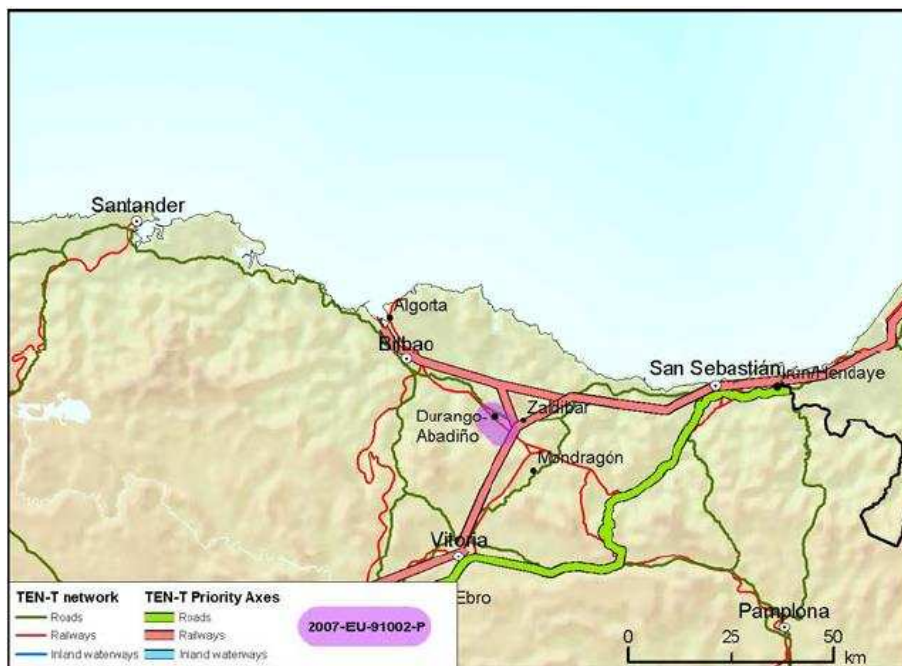 Santander
Algorta
Bilbao
San Sebastián
Irún/Hendaye
Durango-
Abadiño
Zaldibar
Mondragón
Vitoria
Ebro
Pamplona
TEN-T network
Roads
Railways
Inland waterways
TEN-T Priority Axes
Roads
Railways
Inland waterways
2007-EU-91002-P
0 25 50
km